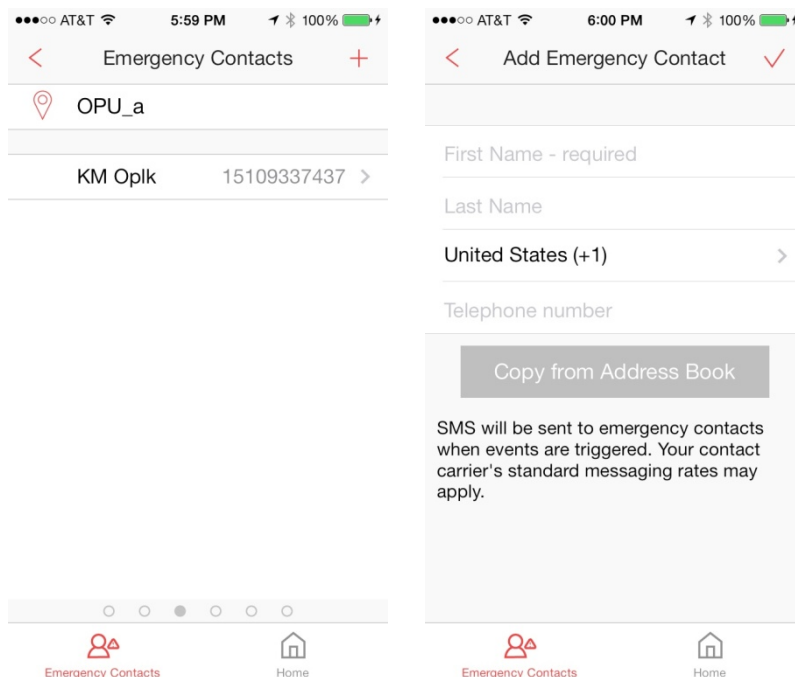 AT&T 5:59 PM 100%
Emergency Contacts
OPU_a
KM Oplk 15109337437
Emergency Contacts Home
AT&T 6:00 PM 100%
Add Emergency Contact
First Name - required
Last Name
United States (+1)
Telephone number
Copy from Address Book
SMS will be sent to emergency contacts
when events are triggered. Your contact
carrier's standard messaging rates may
apply.
Emergency Contacts Home